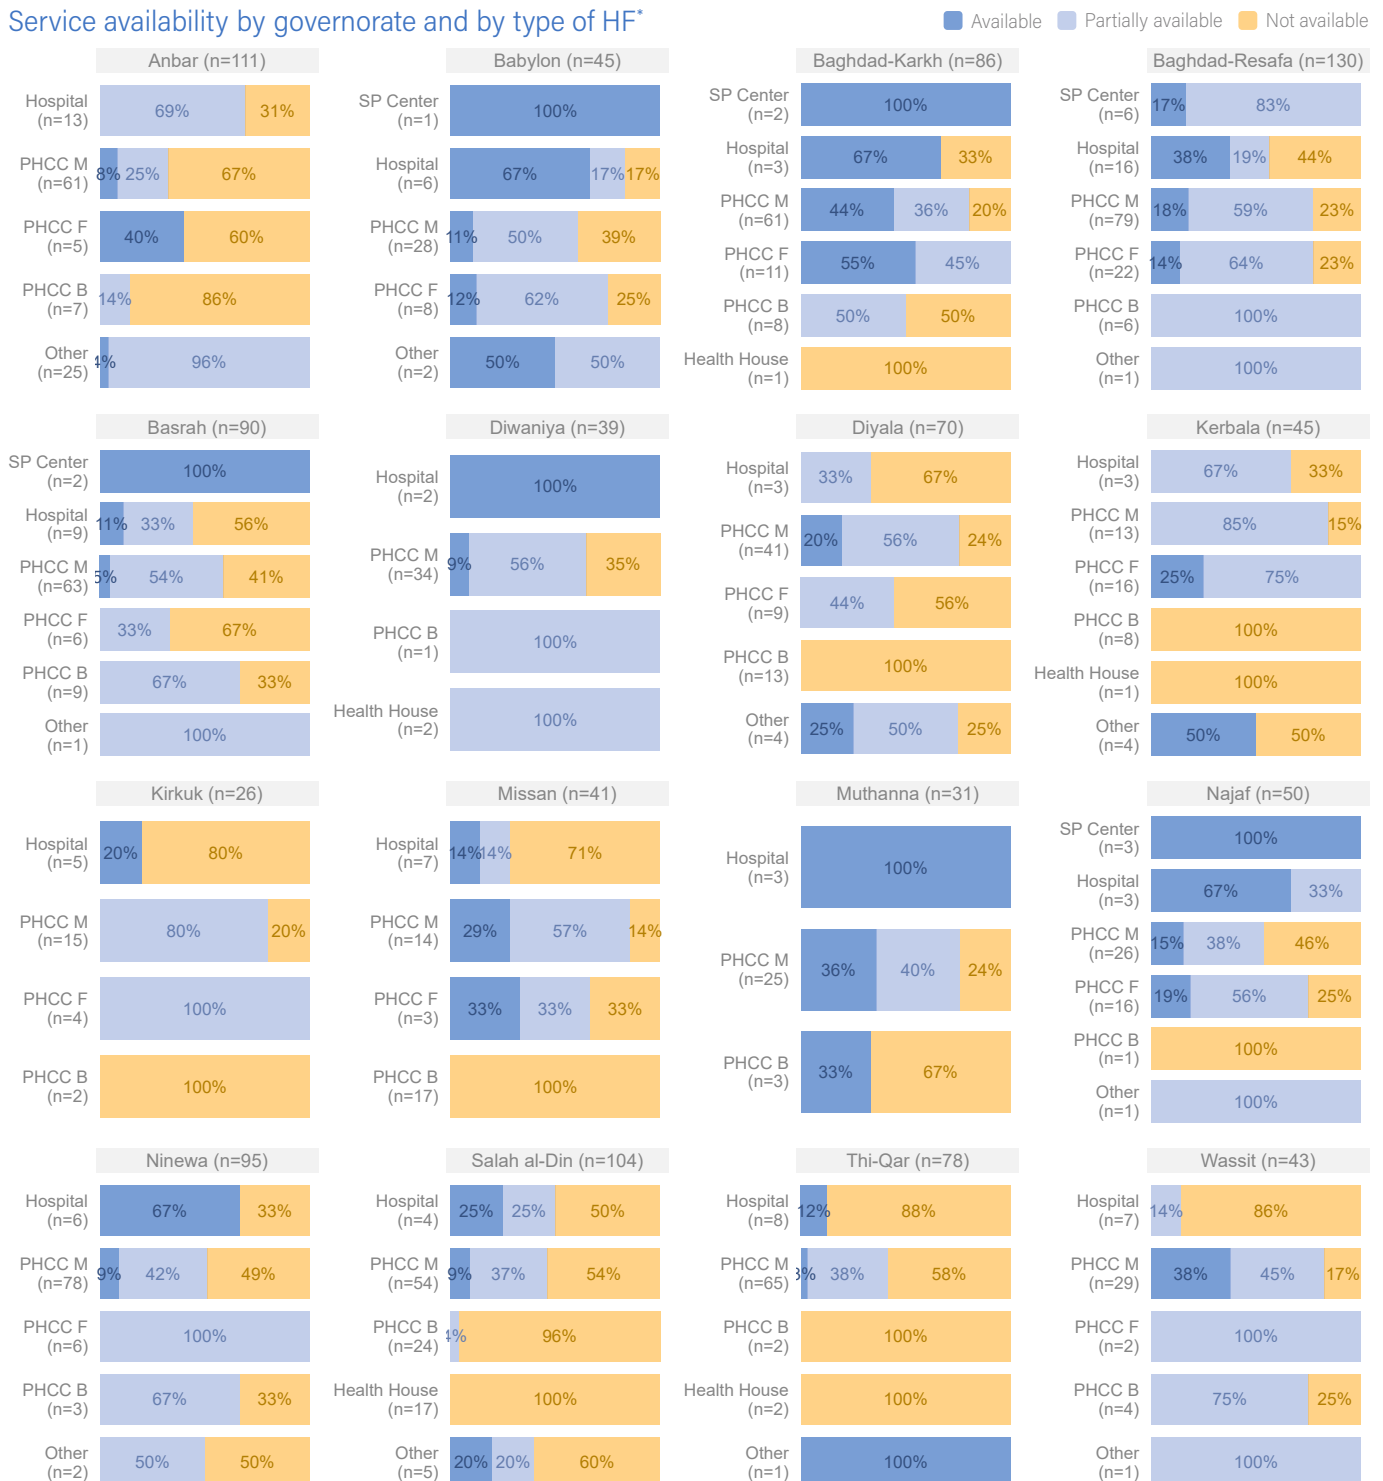 Service availability by governorate and by type of HF*
Available Partially available Not available
Anbar (n=111)
Hospital
(n=13)
69% 31%
PHCC M
(n=61)
8% 25% 67%
PHCC F
(n=5)
40% 60%
PHCC B
(n=7)
14% 86%
Other
(n=25)
4% 96%
Babylon (n=45)
SP Center
(n=1)
100%
Hospital
(n=6)
67% 17% 17%
PHCC M
(n=28)
11% 50% 39%
PHCC F
(n=8)
12% 62% 25%
Other
(n=2)
50% 50%
Baghdad-Karkh (n=86)
SP Center
(n=2)
100%
Hospital
(n=3)
67% 33%
PHCC M
(n=61)
44% 36% 20%
PHCC F
(n=11)
55% 45%
PHCC B
(n=8)
50% 50%
Health House
(n=1)
100%
Baghdad-Resafa (n=130)
SP Center
(n=6)
17% 83%
Hospital
(n=16)
38% 19% 44%
PHCC M
(n=79)
18% 59% 23%
PHCC F
(n=22)
14% 64% 23%
PHCC B
(n=6)
100%
Other
(n=1)
100%
Basrah (n=90)
SP Center
(n=2)
100%
Hospital
(n=9)
11% 33% 56%
PHCC M
(n=63)
5% 54% 41%
PHCC F
(n=6)
33% 67%
PHCC B
(n=9)
67% 33%
Other
(n=1)
100%
Diwaniya (n=39)
Hospital
(n=2)
100%
PHCC M
(n=34)
9% 56% 35%
PHCC B
(n=1)
100%
Health House
(n=2)
100%
Diyala (n=70)
Hospital
(n=3)
33% 67%
PHCC M
(n=41)
20% 56% 24%
PHCC F
(n=9)
44% 56%
PHCC B
(n=13)
100%
Other
(n=4)
25% 50% 25%
Kerbala (n=45)
Hospital
(n=3)
67% 33%
PHCC M
(n=13)
85% 15%
PHCC F
(n=16)
25% 75%
PHCC B
(n=8)
100%
Health House
(n=1)
100%
Other
(n=4)
50% 50%
Kirkuk (n=26)
Hospital
(n=5)
20% 80%
PHCC M
(n=15)
80% 20%
PHCC F
(n=4)
100%
PHCC B
(n=2)
100%
Missan (n=41)
Hospital
(n=7)
14% 14% 71%
PHCC M
(n=14)
29% 57% 14%
PHCC F
(n=3)
33% 33% 33%
PHCC B
(n=17)
100%
Muthanna (n=31)
Hospital
(n=3)
100%
PHCC M
(n=25)
36% 40% 24%
PHCC B
(n=3)
33% 67%
Najaf (n=50)
SP Center
(n=3)
100%
Hospital
(n=3)
67% 33%
PHCC M
(n=26)
15% 38% 46%
PHCC F
(n=16)
19% 56% 25%
PHCC B
(n=1)
100%
Other
(n=1)
100%
Ninewa (n=95)
Hospital
(n=6)
67% 33%
PHCC M
(n=78)
9% 42% 49%
PHCC F
(n=6)
100%
PHCC B
(n=3)
67% 33%
Other
(n=2)
50% 50%
Salah al-Din (n=104)
Hospital
(n=4)
25% 25% 50%
PHCC M
(n=54)
9% 37% 54%
PHCC B
(n=24)
4% 96%
Health House
(n=17)
100%
Other
(n=5)
20% 20% 60%
Thi-Qar (n=78)
Hospital
(n=8)
12% 88%
PHCC M
(n=65)
3% 38% 58%
PHCC B
(n=2)
100%
Health House
(n=2)
100%
Other
(n=1)
100%
Wassit (n=43)
Hospital
(n=7)
14% 86%
PHCC M
(n=29)
38% 45% 17%
PHCC F
(n=2)
100%
PHCC B
(n=4)
75% 25%
Other
(n=1)
100%